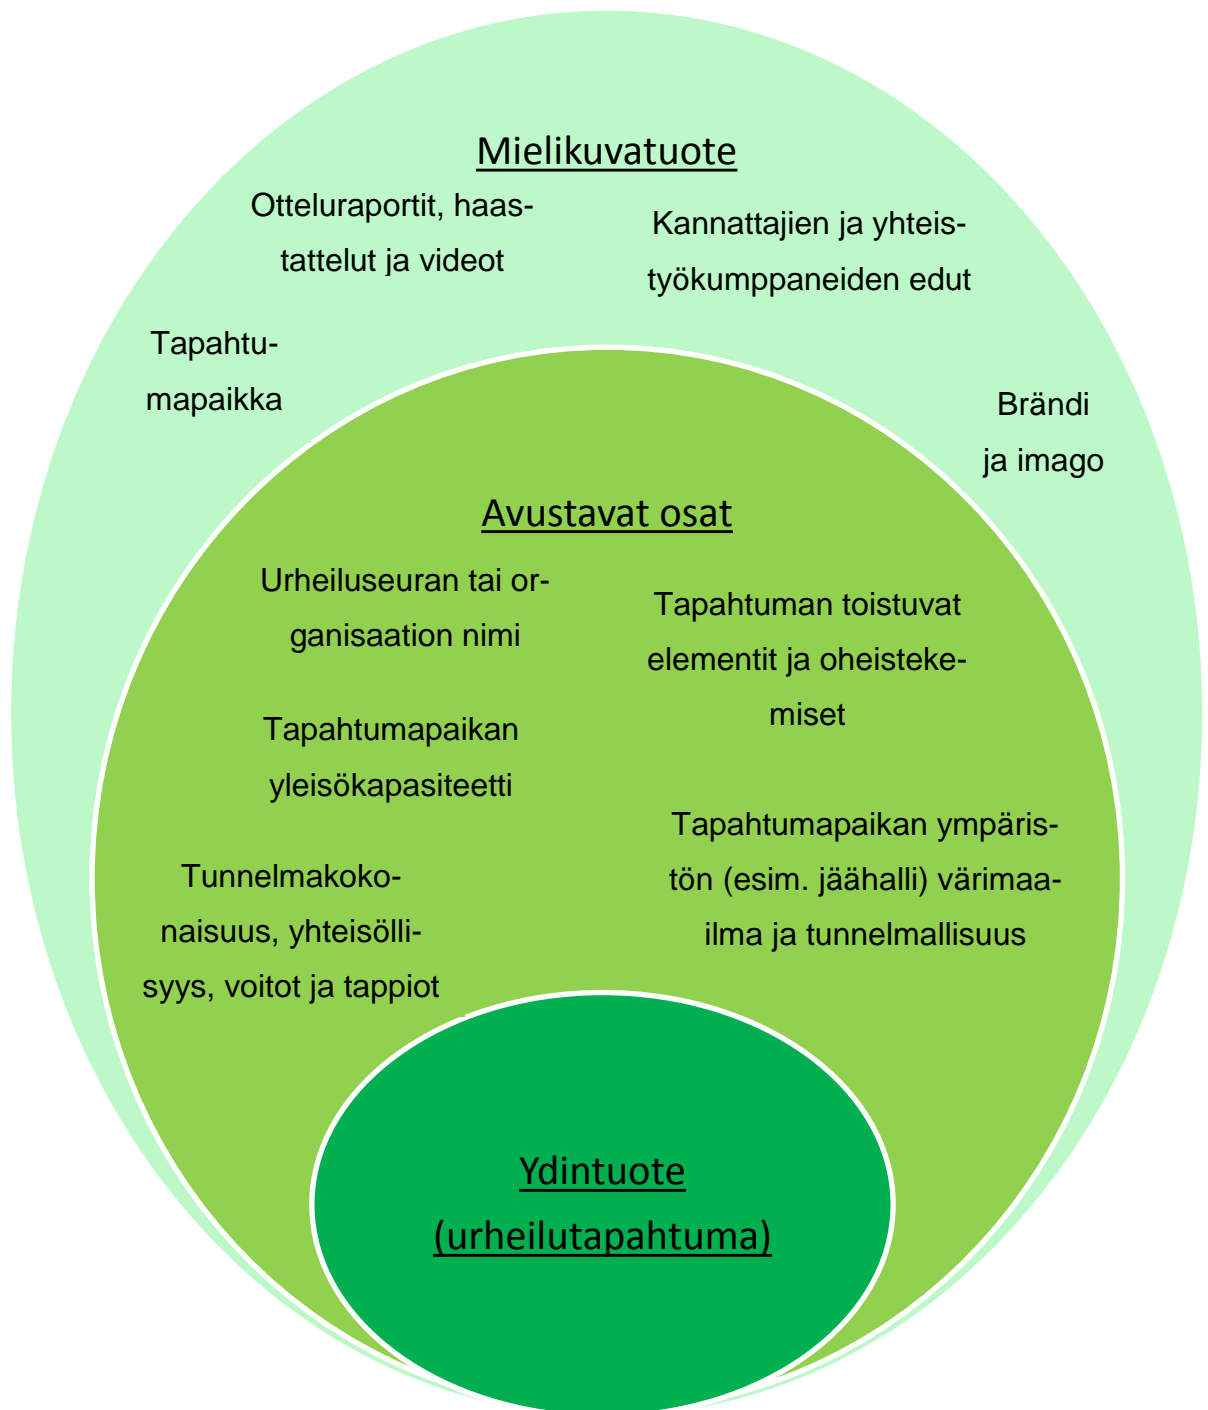 Mielikuvatuote
Otteluraportit, haas-
tattelut ja videot
Kannattajien ja yhteis-
työkumppaneiden edut
Tapahtu-
mapaikka
Brändi
ja imago
Avustavat osat
Urheiluseuran tai or-
ganisaation nimi
Tapahtuman toistuvat
elementit ja oheisteke-
miset
Tapahtumapaikan
yleisökapasiteetti
Tapahtumapaikan ympäris-
tön (esim. jäähalli) värimaa-
ilma ja tunnelmallisuus
Tunnelmakoko-
naisuus, yhteisölli-
syys, voitot ja tappiot
Ydintuote
(urheilutapahtuma)